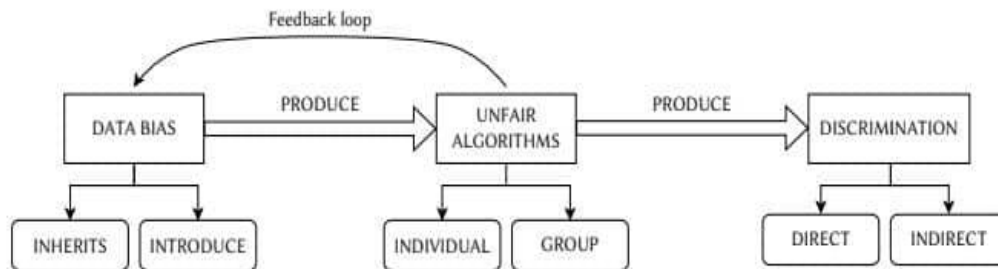 Feedback loop
DATA BIAS
PRODUCE
UNFAIR
ALGORITHMS
PRODUCE
DISCRIMINATION
INHERITS
INTRODUCE
INDIVIDUAL
GROUP
DIRECT
INDIRECT